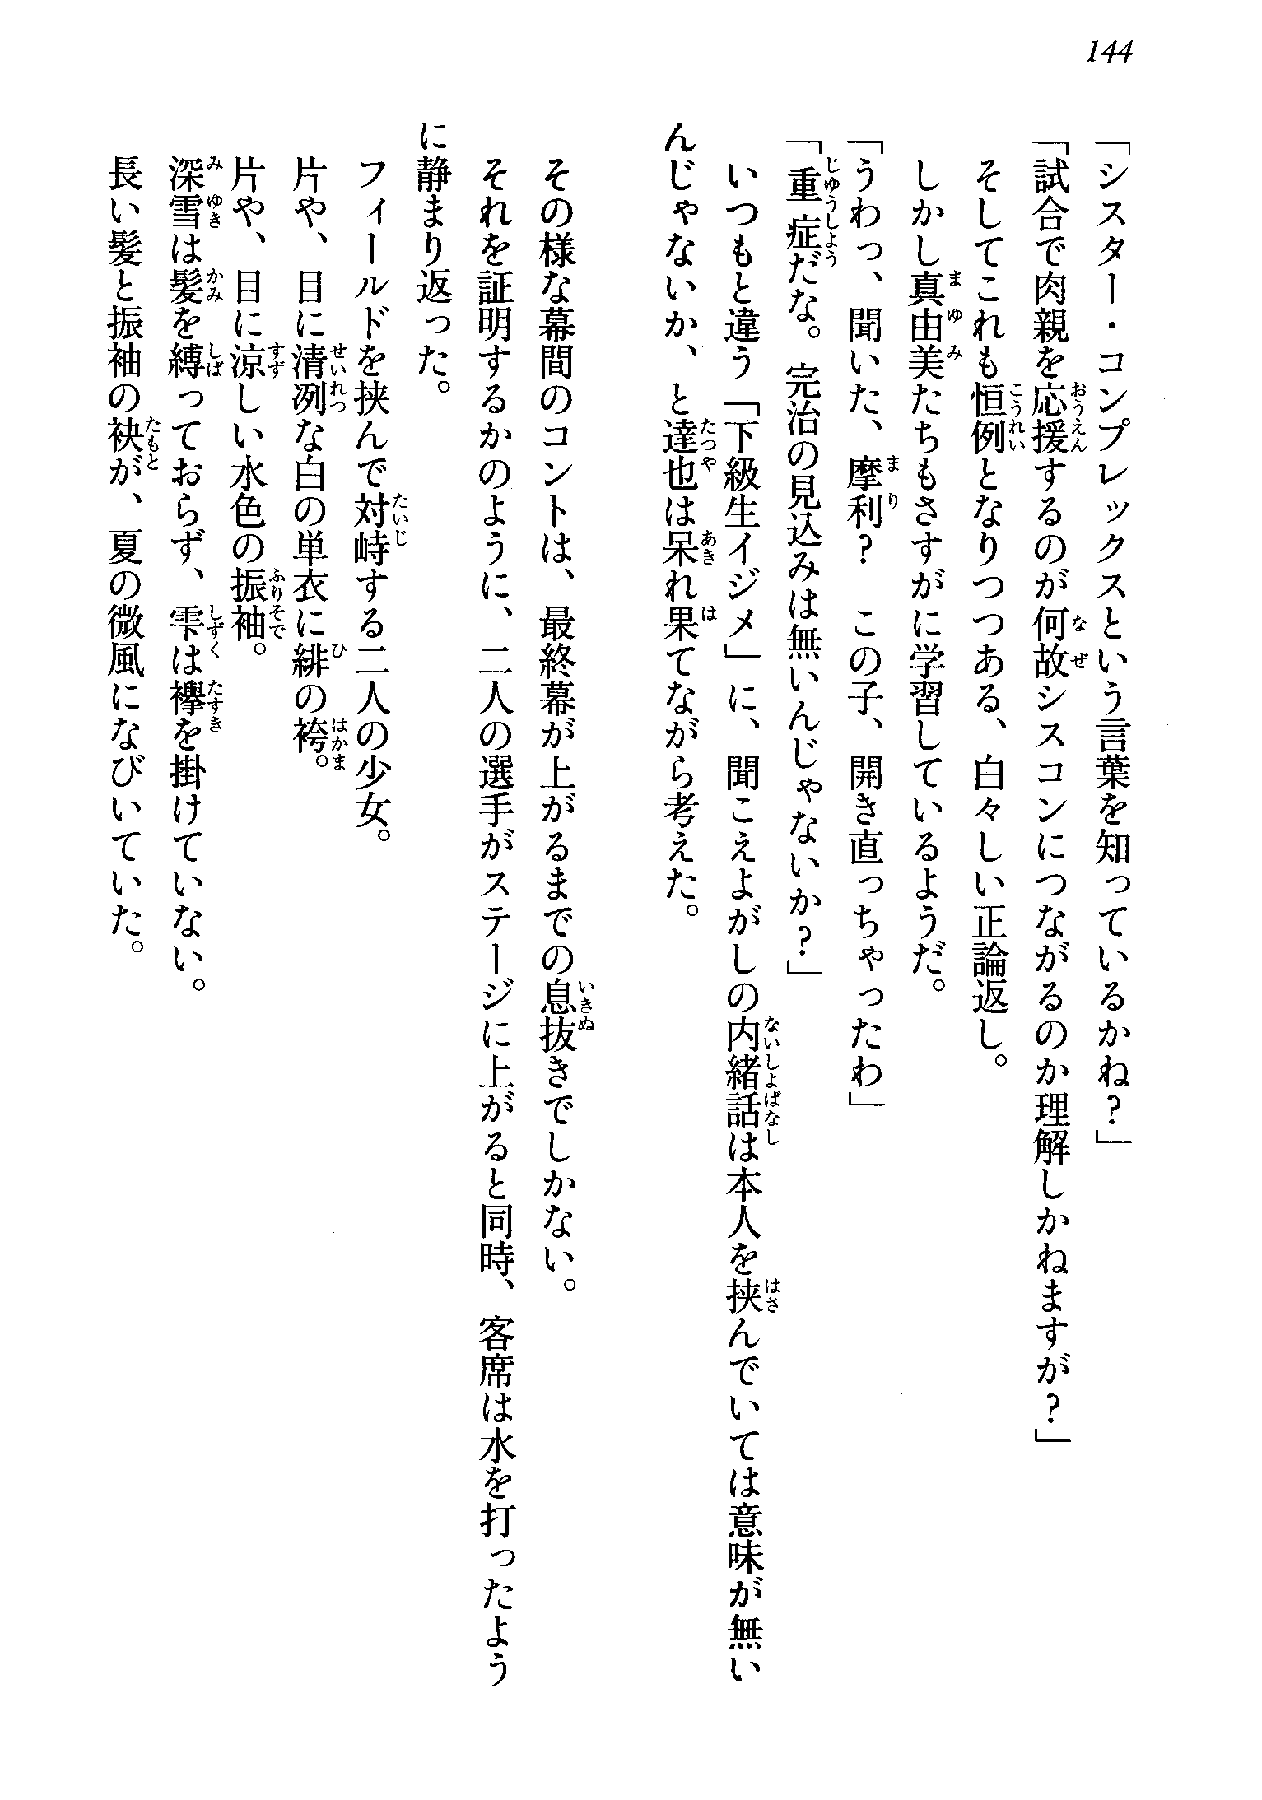 144
「シスター・コンプレックスという言葉を知っているかね？」
「試合で肉親を応援するのが何故シスコンにつながるのか理解しかねますが？」
　そしてこれも恒例となりつつある、白々しい正論返し。
　しかし真由美たちもさすがに学習しているようだ。
「うわっ、聞いた、摩利？　この子、開き直っちゃったわ」
「重症だな。完治の見込みは無いんじゃないか？」
　いつもと違う「下級生イジメ」に、聞こえよがしの内緒話は本人を挟んでいては意味が無い
んじゃないか、と達也は呆れ果てながら考えた。
　その様な幕間のコントは、最終幕が上がるまでの息抜きでしかない。
　それを証明するかのように、二人の選手がステージに上がると同時、客席は水を打ったよう
に静まり返った。
　フィールドを挟んで対峙する二人の少女。
　片や、目に清冽な白の単衣に緋の袴。
　片や、目に涼しい水色の振袖。
　深雪は髪を縛っておらず、雫は襷を掛けていない。
　長い髪と振袖の袂が、夏の微風になびいていた。